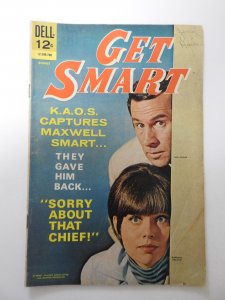 DELL
12¢
GET
SMART
K.A.O.S.
CAPTURES
MAXWELL
SMART...
THEY
GAVE
HIM
BACK...
"SORRY
ABOUT
THAT
CHIEF!"